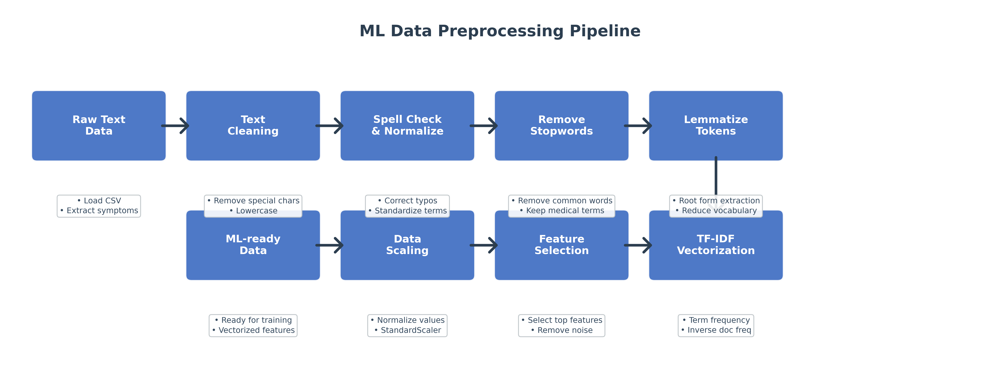 ML Data Preprocessing Pipeline
Raw Text
Data
Text
Cleaning
Spell Check
& Normalize
Remove
Stopwords
Lemmatize
Tokens
• Load CSV
• Extract symptoms
• Remove special chars
• Lowercase
• Correct typos
• Standardize terms
• Remove common words
• Keep medical terms
• Root form extraction
• Reduce vocabulary
ML-ready
Data
Data
Scaling
Feature
Selection
TF-IDF
Vectorization
• Ready for training
• Vectorized features
• Normalize values
• StandardScaler
• Select top features
• Remove noise
• Term frequency
• Inverse doc freq